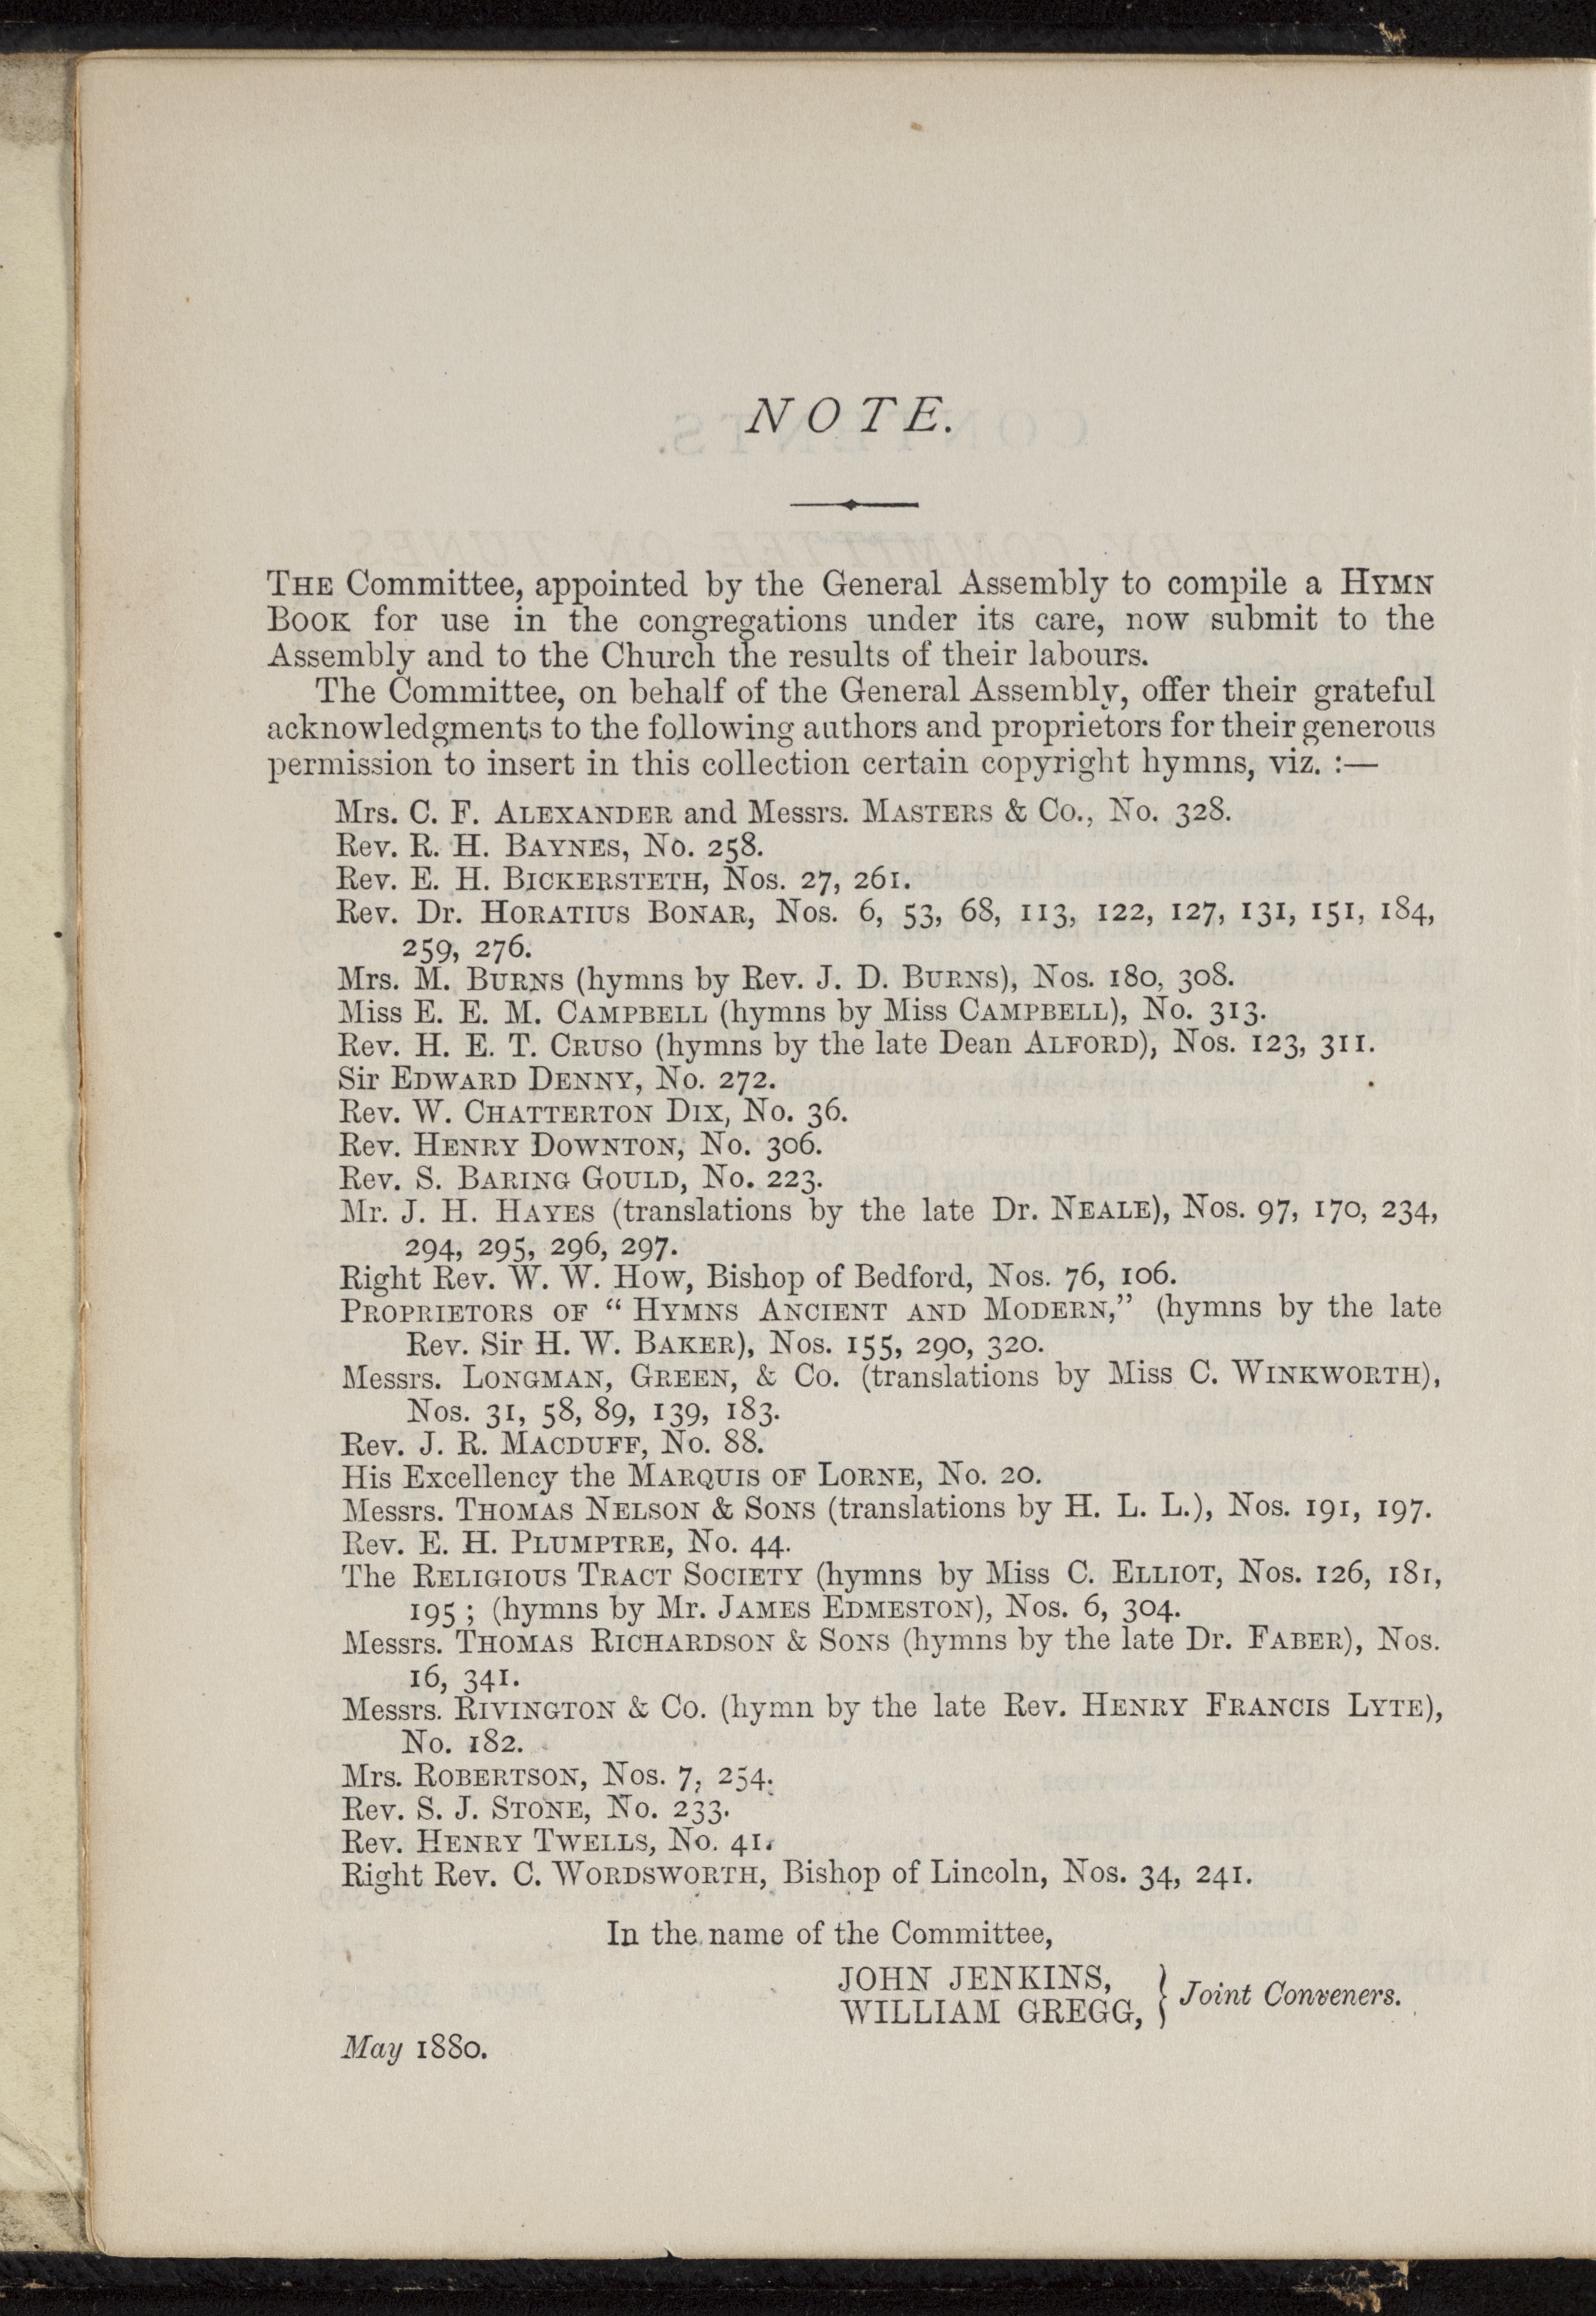 NOTE.
THE Committee, appointed by the General Assembly to compile a HYMN
BOOK for use in the congregations under its care, now submit to the
Assembly and to the Church the results of their labours.
The Committee, on behalf of the General Assembly, offer their grateful
acknowledgments to the following authors and proprietors for their generous
permission to insert in this collection certain copyright hymns, viz. :—
Mrs. C. F. ALEXANDER and Messrs. MASTERS & Co., No. 328.
Rev. R. H. BAYNES, No. 258.
Rev. E. H. BICKERSTETH, Nos. 27, 261.
Rev. Dr. HORATIUS BONAR, Nos. 6, 53, 68, 113, 122, 127, 131, 151, 184,
259, 276.
Mrs. M. BURNS (hymns by Rev. J. D. BURNS), Nos. 180, 308.
Miss E. E. M. CAMPBELL (hymns by Miss CAMPBELL), No. 313.
Rev. H. E. T. CRUSO (hymns by the late Dean ALFORD), Nos. 123, 311.
Sir EDWARD DENNY, No. 272.
Rev. W. CHATTERTON DIX, No. 36.
Rev. HENRY DOWNTON, No. 306.
Rev. S. BARING GOULD, No. 223.
Mr. J. H. HAYES (translations by the late Dr. NEALE), Nos. 97, 170, 234,
294, 295, 296, 297.
Right Rev. W. W. How, Bishop of Bedford, Nos. 76, 106.
PROPRIETORS OF “ HYMNS ANCIENT AND MODERN,” (hymns by the late
Rev. Sir H. W. BAKER), Nos. 155, 290, 320.
Messrs. LONGMAN, GREEN, & Co. (translations by Miss C. WINKWORTH),
Nos. 31, 58, 89, 139, 183.
Rev. J. R. MACDUFF, No. 88.
His Excellency the MARQUIS OF LORNE, No. 20.
Messrs. THOMAS NELSON & SONS (translations by H. L. L.), Nos. 191, 197.
Rev. E. H. PLUMPTRE, No. 44.
The RELIGIOUS TRACT SOCIETY (hymns by Miss C. ELLIOT, Nos. 126, 181,
195 ; (hymns by Mr. JAMES EDMESTON), Nos. 6, 304.
Messrs. THOMAS RICHARDSON & SONS (hymns by the late Dr. FABER), Nos.
16, 341.
Messrs. RIVINGTON & Co. (hymn by the late Rev. HENRY FRANCIS LYTE),
No. 182.
Mrs. ROBERTSON, Nos. 7, 254.
Rev. S. J. STONE, No. 233.
Rev. HENRY TWELLS, No. 41.
Right Rev. C. WORDSWORTH, Bishop of Lincoln, Nos. 34, 241.
In the name of the Committee,
JOHN JENKINS,
WILLIAM GREGG, } Joint Conveners.
May 1880.